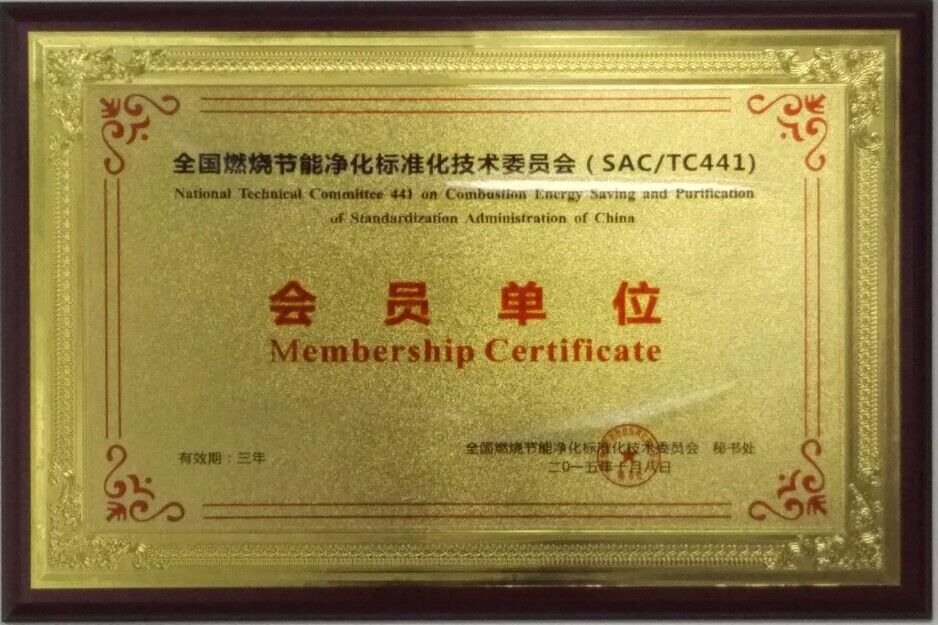 全国燃烧节能净化标准化技术委员会（SAC/TC441）
National Technical Committee 441 on Combustion Energy Saving and Purification
of Standardization Administration of China
会员单位
Membership Certificate
有效期：三年
全国燃烧节能净化标准化技术委员会 秘书处
二〇一五年十月八日